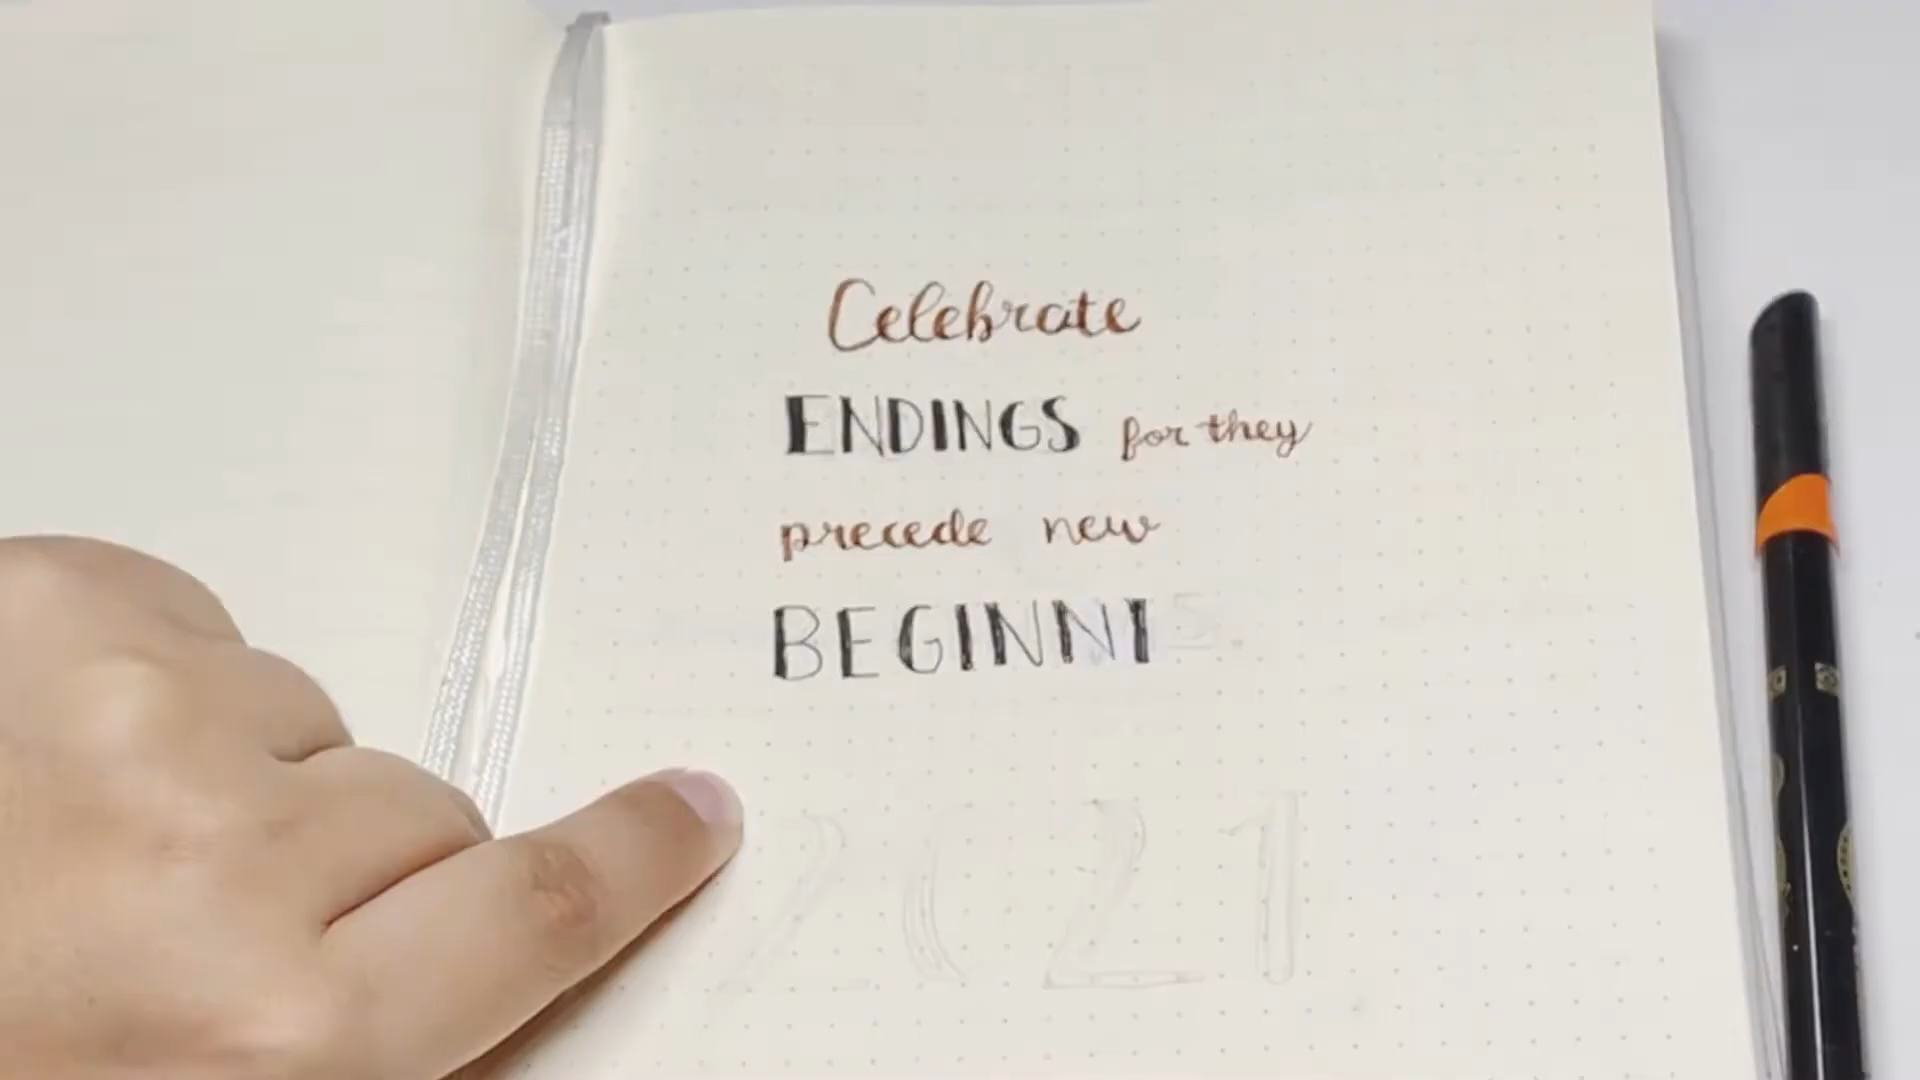 Celebrate
ENDINGS for they
precede new
BEGINNI
2021